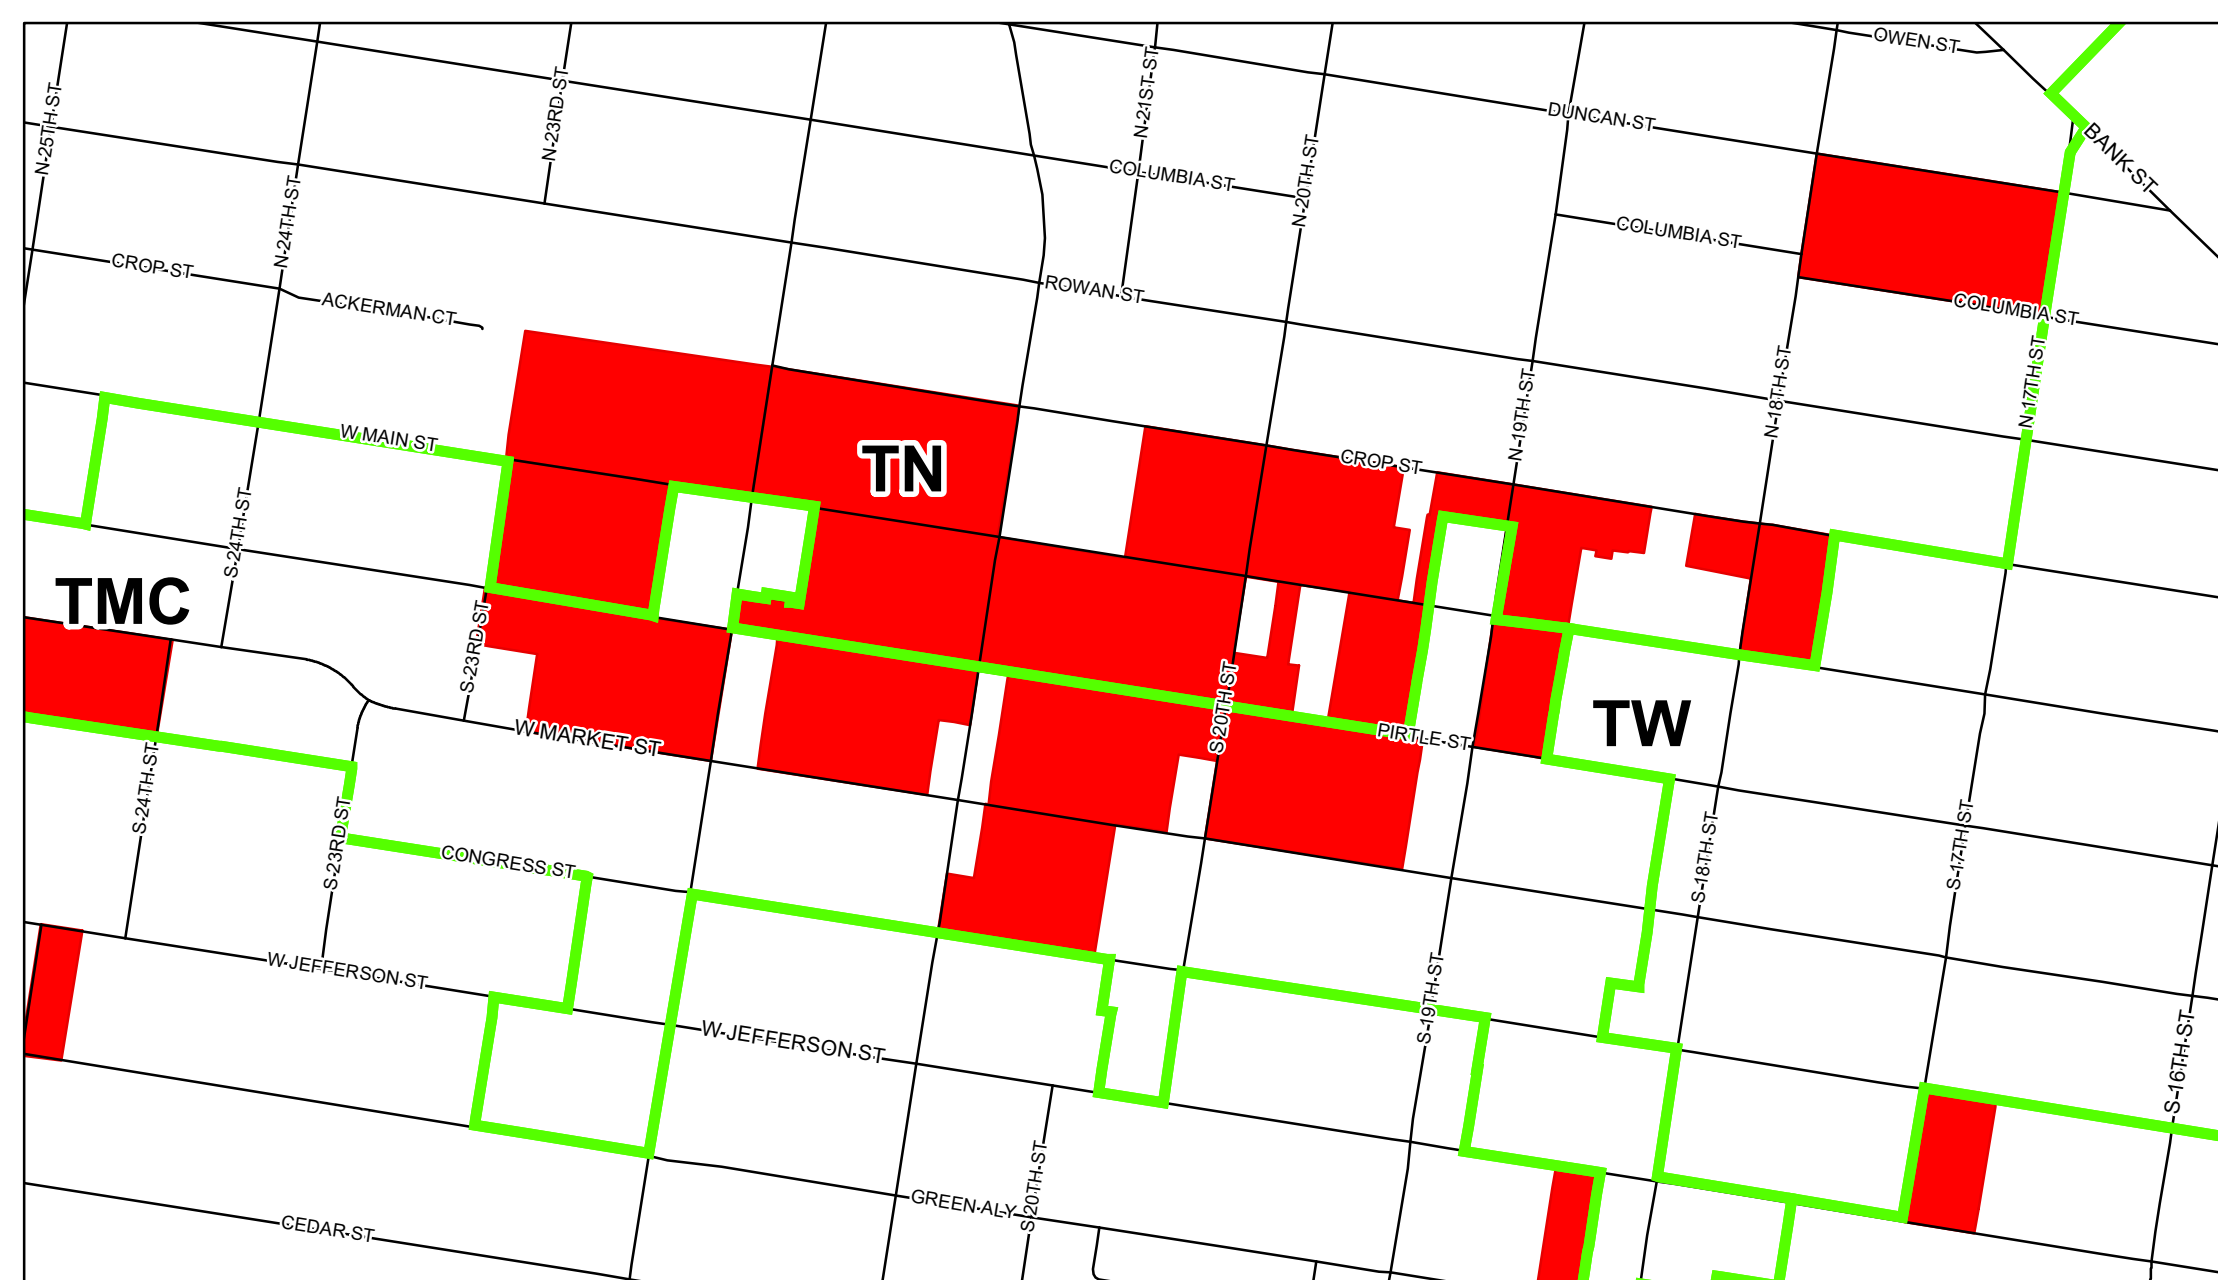 OWEN ST
N 25TH ST
N 23RD ST
N 21ST ST
DUNCAN ST
BANK ST
COLUMBIA ST
N 20TH ST
N 24TH ST
COLUMBIA ST
CROP ST
ACKERMAN CT
ROWAN ST
COLUMBIA ST
N 17TH ST
N 18TH ST
N 19TH ST
W MAIN ST
TN
CROP ST
S 24TH ST
TMC
S 23RD ST
S 20TH ST
TW
W MARKET ST
PIRTLE ST
S 24TH ST
S 23RD ST
CONGRESS ST
S 18TH ST
S 17TH ST
W JEFFERSON ST
S 19TH ST
W JEFFERSON ST
S 16TH ST
GREEN ALY
S 20TH ST
CEDAR ST